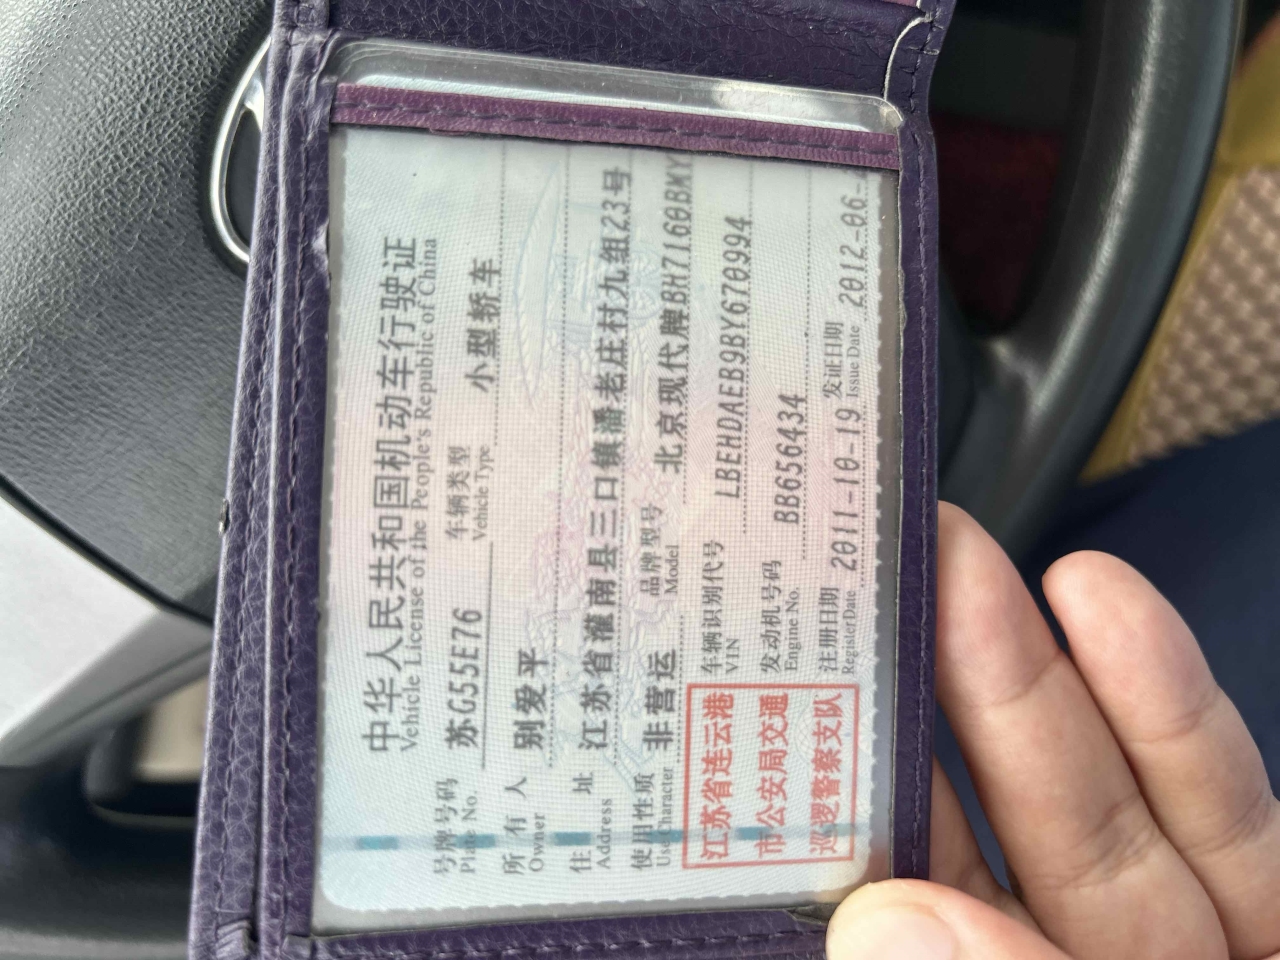 中华人民共和国机动车行驶证
Vehicle License of the People's Republic of China
号牌号码 苏G55E76 车辆类型 小型轿车
Plate No. Vehicle Type
所有人 别爱平
Owner
住址 江苏省灌南县三口镇潘老庄村九组23号
Address
使用性质 非营运 品牌型号 北京现代牌BH7160BMY
Use Character Model
江苏省连云港
市公安局交通
巡逻警察支队
车辆识别代号 LBEHDAEB9BY670994
VIN
发动机号码 BB656434
Engine No.
注册日期 2011-10-19 发证日期 2012-06-
Register Date Issue Date